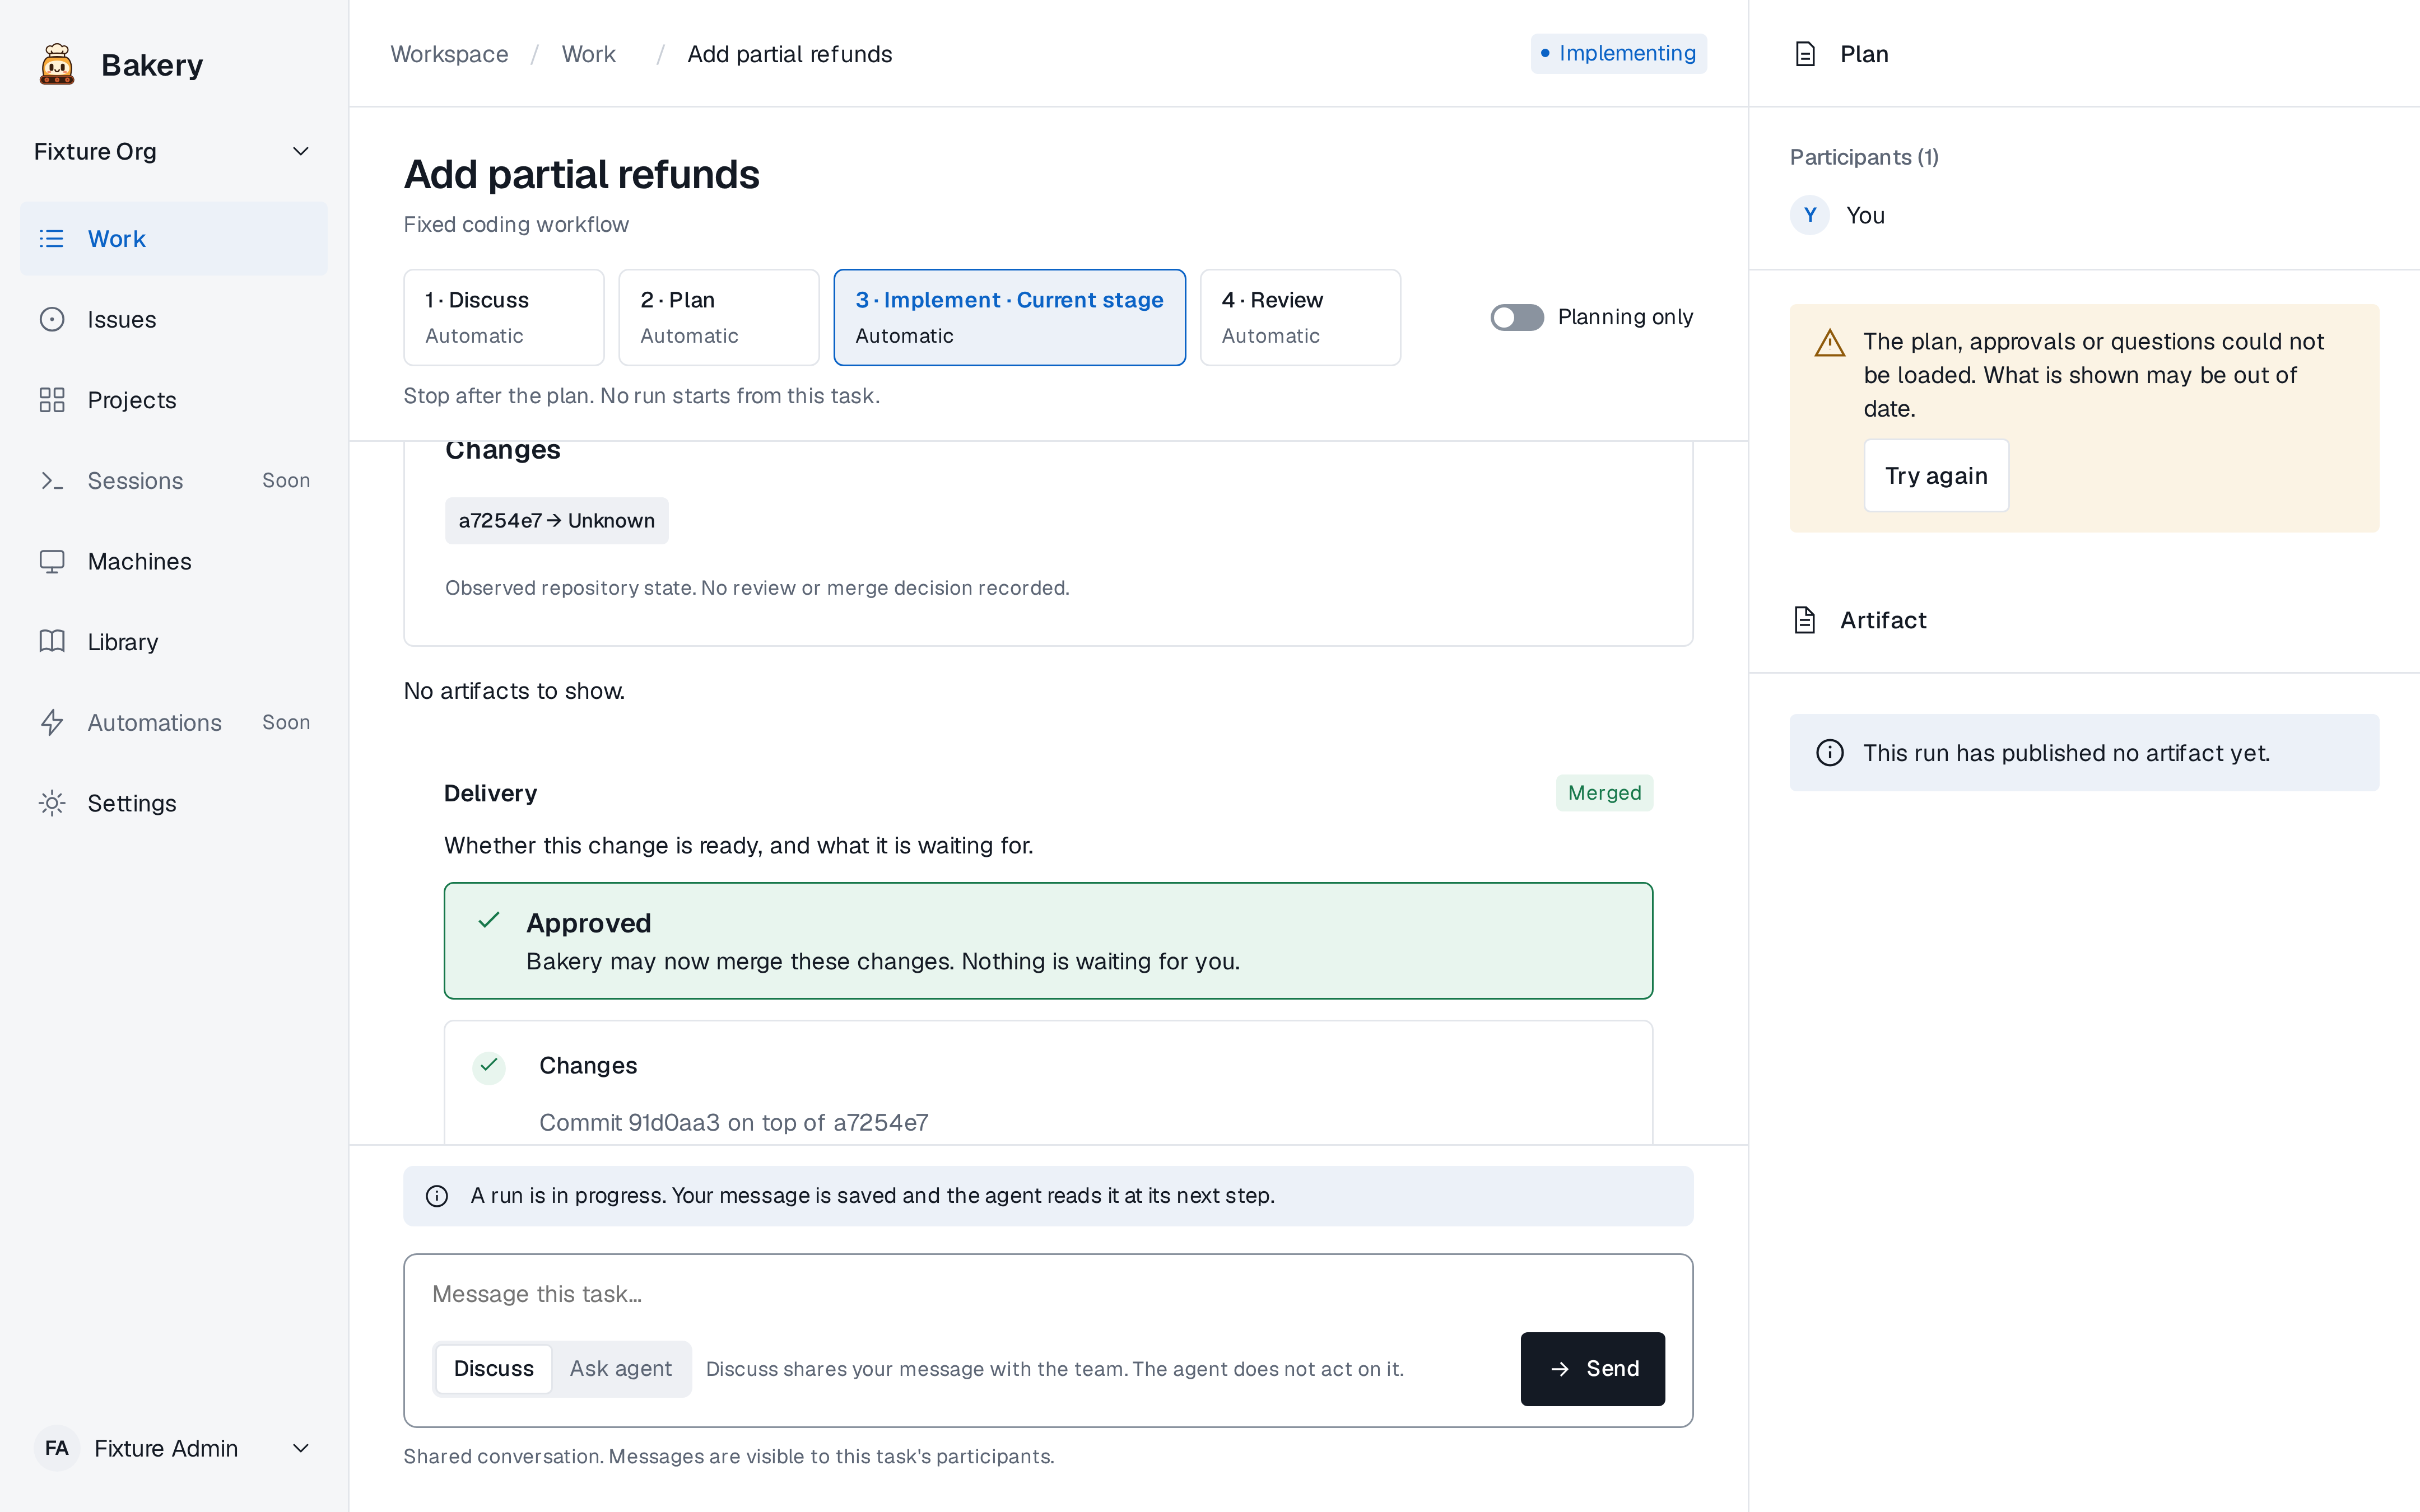 Bakery
Fixture Org
Work
Issues
Projects
Sessions Soon
Machines
Library
Automations Soon
Settings
FA Fixture Admin
Workspace / Work / Add partial refunds
Implementing
Add partial refunds
Fixed coding workflow
1 · Discuss
Automatic
2 · Plan
Automatic
3 · Implement · Current stage
Automatic
4 · Review
Automatic
Planning only
Stop after the plan. No run starts from this task.
Changes
a7254e7 → Unknown
Observed repository state. No review or merge decision recorded.
No artifacts to show.
Delivery
Merged
Whether this change is ready, and what it is waiting for.
Approved
Bakery may now merge these changes. Nothing is waiting for you.
Changes
Commit 91d0aa3 on top of a7254e7
A run is in progress. Your message is saved and the agent reads it at its next step.
Message this task...
Discuss
Ask agent
Discuss shares your message with the team. The agent does not act on it.
→ Send
Shared conversation. Messages are visible to this task's participants.
Plan
Participants (1)
Y You
The plan, approvals or questions could not
be loaded. What is shown may be out of
date.
Try again
Artifact
This run has published no artifact yet.